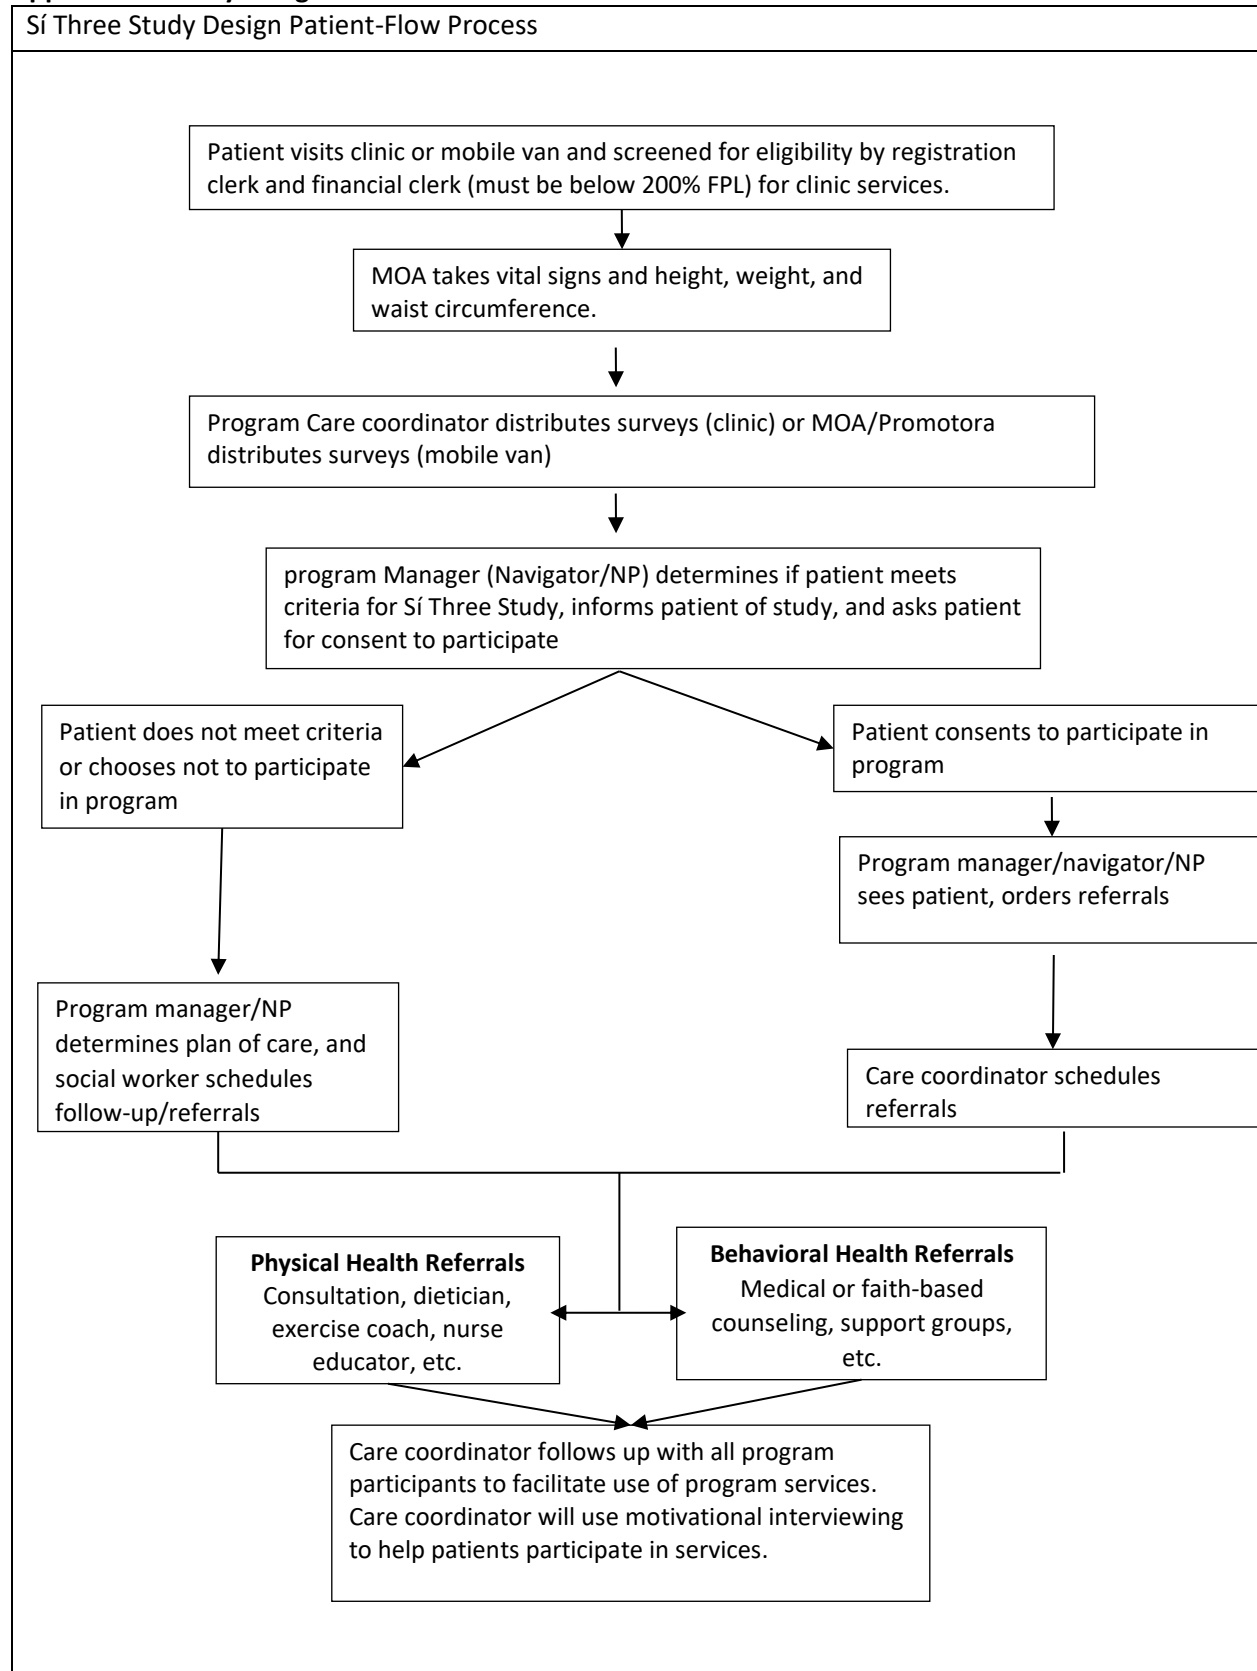 Sí Three Study Design Patient-Flow Process
Patient visits clinic or mobile van and screened for eligibility by registration
clerk and financial clerk (must be below 200% FPL) for clinic services.
MOA takes vital signs and height, weight, and
waist circumference.
Program Care coordinator distributes surveys (clinic) or MOA/Promotora
distributes surveys (mobile van)
program Manager (Navigator/NP) determines if patient meets
criteria for Sí Three Study, informs patient of study, and asks patient
for consent to participate
Patient does not meet criteria
or chooses not to participate
in program
Patient consents to participate in
program
Program manager/navigator/NP
sees patient, orders referrals
Program manager/NP
determines plan of care, and
social worker schedules
follow-up/referrals
Care coordinator schedules
referrals
Physical Health Referrals
Consultation, dietician,
exercise coach, nurse
educator, etc.
Behavioral Health Referrals
Medical or faith-based
counseling, support groups,
etc.
Care coordinator follows up with all program
participants to facilitate use of program services.
Care coordinator will use motivational interviewing
to help patients participate in services.